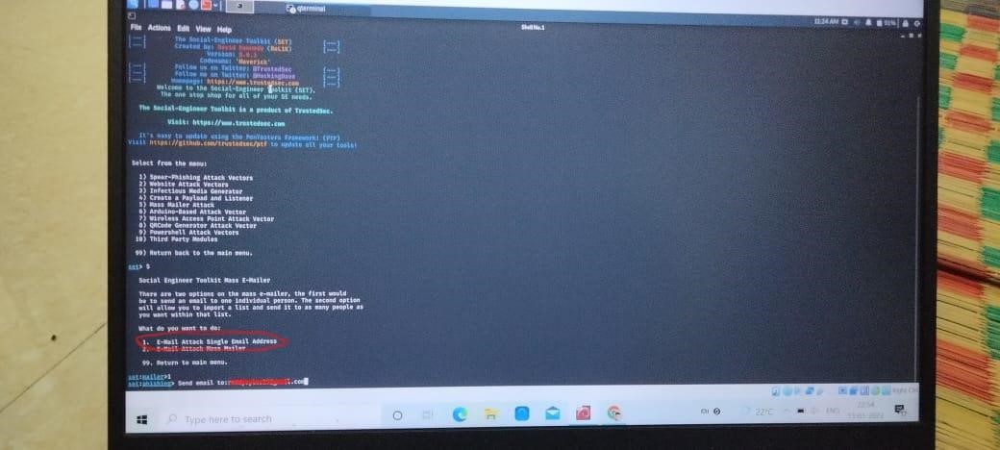 qterminal
File Actions Edit View Help
Shell No.1
11:24 AM
91%
[---] The Social-Engineer Toolkit (SET) [---]
[---] Created by: David Kennedy (ReL1K) [---]
Version: 8.0.3
Codename: 'Maverick'
[---] Follow us on Twitter: @TrustedSec [---]
[---] Follow me on Twitter: @HackingDave [---]
[---] Homepage: https://www.trustedsec.com [---]
Welcome to the Social-Engineer Toolkit (SET).
The one stop shop for all of your SE needs.
The Social-Engineer Toolkit is a product of TrustedSec.
Visit: https://www.trustedsec.com
It's easy to update using the PenTesters Framework! (PTF)
Visit https://github.com/trustedsec/ptf to update all your tools!
Select from the menu:
1) Spear-Phishing Attack Vectors
2) Website Attack Vectors
3) Infectious Media Generator
4) Create a Payload and Listener
5) Mass Mailer Attack
6) Arduino-Based Attack Vector
7) Wireless Access Point Attack Vector
8) QRCode Generator Attack Vector
9) Powershell Attack Vectors
10) Third Party Modules
99) Return back to the main menu.
set> 5
Social Engineer Toolkit Mass E-Mailer
There are two options on the mass e-mailer, the first would
be to send an email to one individual person. The second option
will allow you to import a list and send it to as many people as
you want within that list.
What do you want to do:
1. E-Mail Attack Single Email Address
2. E-Mail Attack Mass Mailer
99. Return to main menu.
set:mailer>1
set:phishing> Send email to:
.com
Right Ctrl
Type here to search
22°C
ENG
22:54